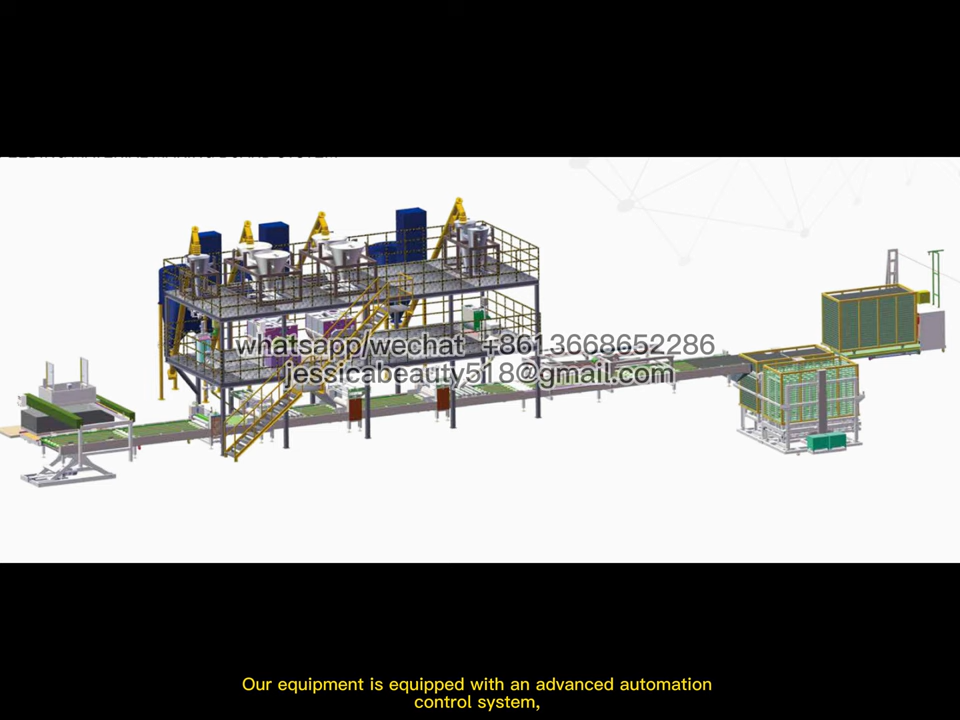 whatsapp/wechat +8613668652286
jessicabeauty518@gmail.com
Our equipment is equipped with an advanced automation
control system,